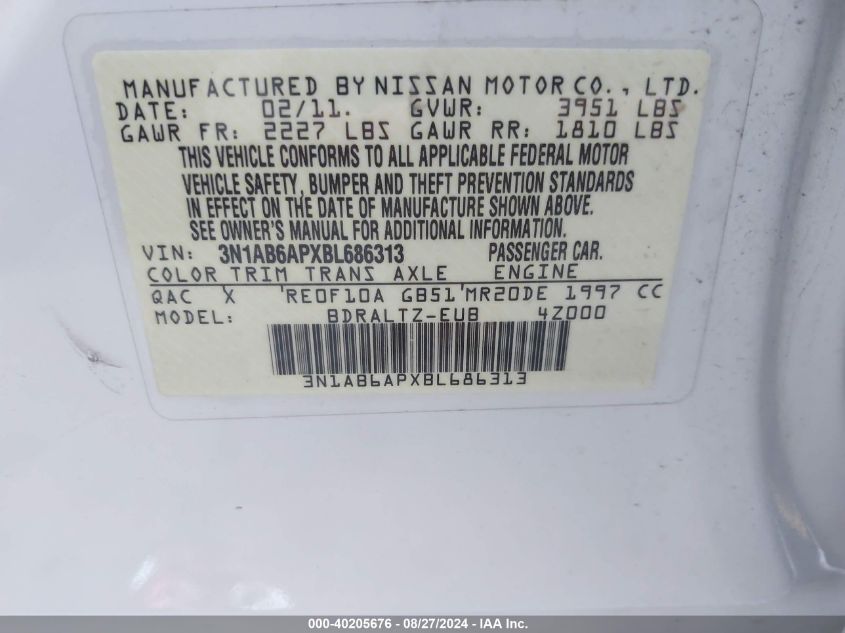 MANUFACTURED BY NISSAN MOTOR CO., LTD.
DATE: 02/11. GVWR: 3951 LBS
GAWR FR: 2227 LBS GAWR RR: 1810 LBS
THIS VEHICLE CONFORMS TO ALL APPLICABLE FEDERAL MOTOR
VEHICLE SAFETY, BUMPER AND THEFT PREVENTION STANDARDS
IN EFFECT ON THE DATE OF MANUFACTURE SHOWN ABOVE.
SEE OWNER'S MANUAL FOR ADDITIONAL INFORMATION.
VIN: 3N1AB6APXBL686313 PASSENGER CAR.
COLOR TRIM TRANS AXLE ENGINE
QAC X 'RE0F10A GB51'MR20DE 1997 CC
MODEL: BDRALTZ-EUB 4Z000
3N1AB6APXBL686313
000-40205676 - 08/27/2024 - IAA, Inc.